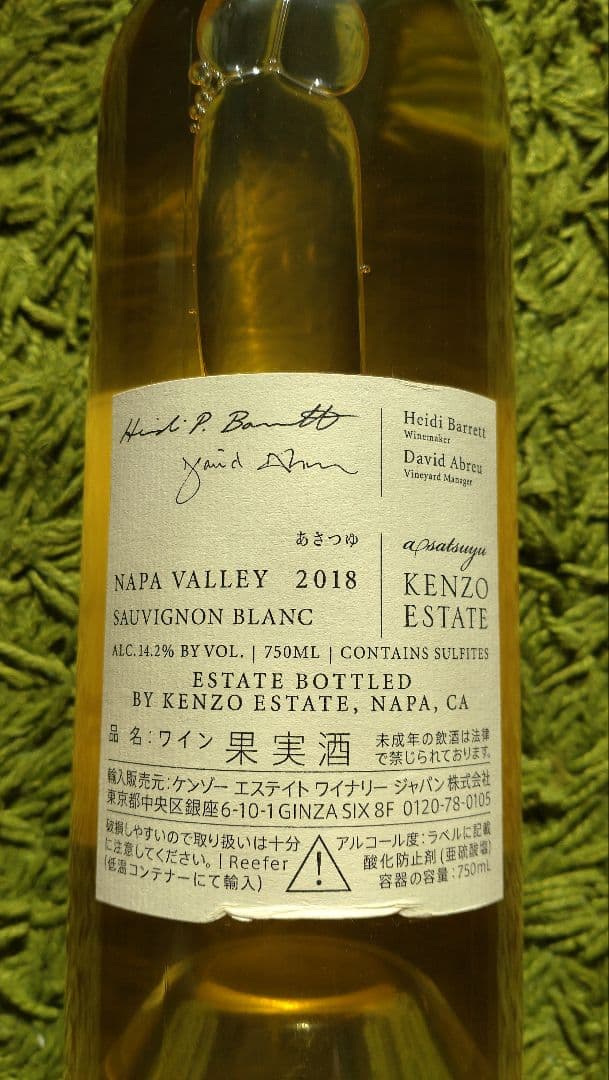 Heidi P. Barrett
David Abreu
Heidi Barrett
Winemaker
David Abreu
Vineyard Manager
あさつゆ
NAPA VALLEY 2018
SAUVIGNON BLANC
asatsuyu
KENZO
ESTATE
ALC.14.2% BY VOL. | 750ML | CONTAINS SULFITES
ESTATE BOTTLED
BY KENZO ESTATE, NAPA, CA
品 名：ワイン 果実酒
未成年の飲酒は法律
で禁じられております。
輸入販売元：ケンゾー エステイト ワイナリー ジャパン株式会社
東京都中央区銀座6-10-1 GINZA SIX 8F 0120-78-0105
破損しやすいので取り扱いは十分
に注意してください。| Reefer
(低温コンテナーにて輸入)
アルコール度：ラベルに記載
酸化防止剤(亜硫酸塩)
容器の容量：750mL